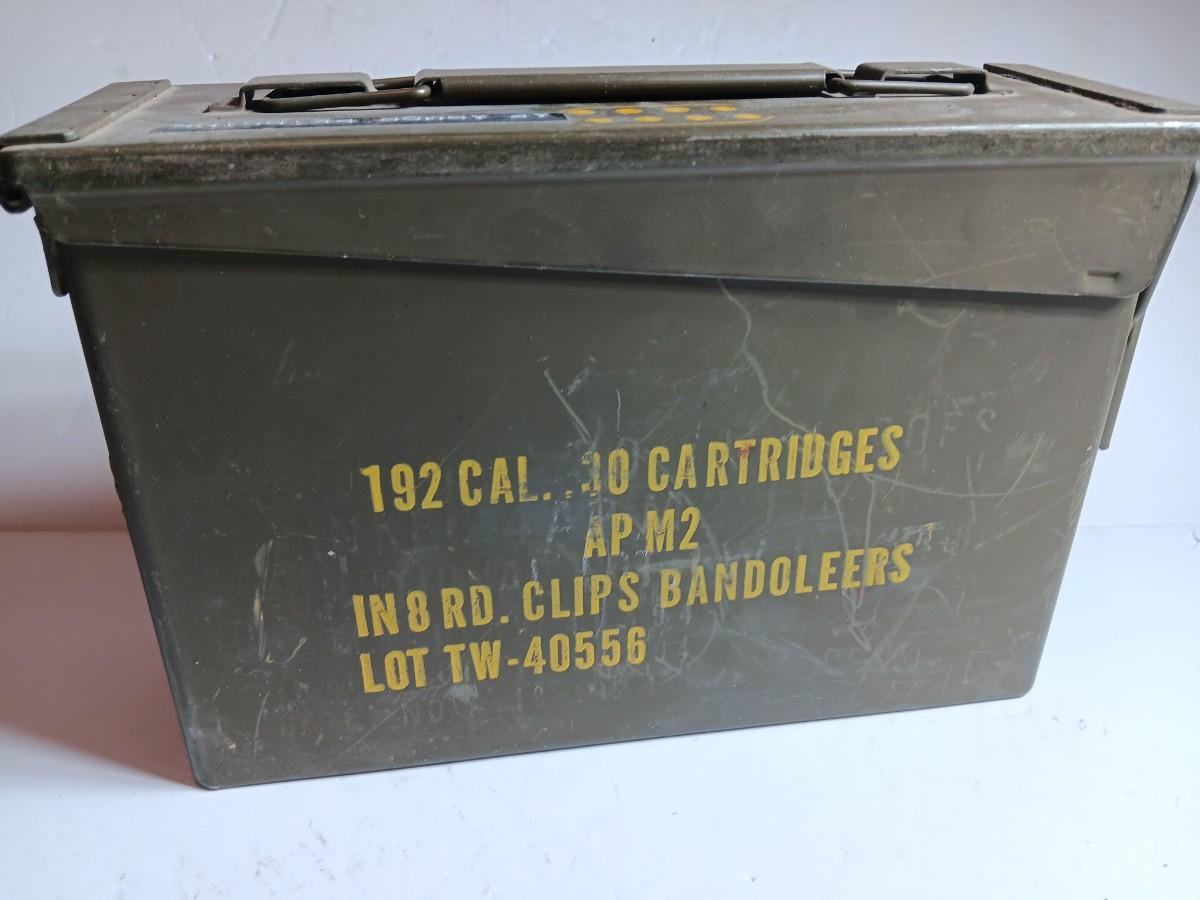 192 CAL. .30 CARTRIDGES
AP M2
IN 8 RD. CLIPS BANDOLEERS
LOT TW-40556